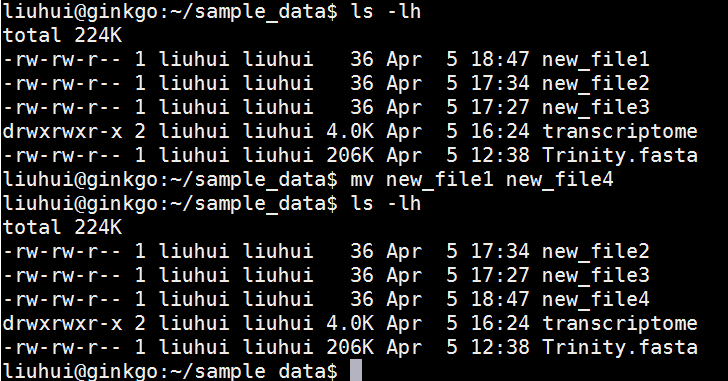 liuhui@ginkgo:~/sample_data$ ls -lh
total 224K
-rw-rw-r-- 1 liuhui liuhui   36 Apr  5 18:47 new_file1
-rw-rw-r-- 1 liuhui liuhui   36 Apr  5 17:34 new_file2
-rw-rw-r-- 1 liuhui liuhui   36 Apr  5 17:27 new_file3
drwxrwxr-x 2 liuhui liuhui 4.0K Apr  5 16:24 transcriptome
-rw-rw-r-- 1 liuhui liuhui 206K Apr  5 12:38 Trinity.fasta
liuhui@ginkgo:~/sample_data$ mv new_file1 new_file4
liuhui@ginkgo:~/sample_data$ ls -lh
total 224K
-rw-rw-r-- 1 liuhui liuhui   36 Apr  5 17:34 new_file2
-rw-rw-r-- 1 liuhui liuhui   36 Apr  5 17:27 new_file3
-rw-rw-r-- 1 liuhui liuhui   36 Apr  5 18:47 new_file4
drwxrwxr-x 2 liuhui liuhui 4.0K Apr  5 16:24 transcriptome
-rw-rw-r-- 1 liuhui liuhui 206K Apr  5 12:38 Trinity.fasta
liuhui@ginkgo:~/sample_data$